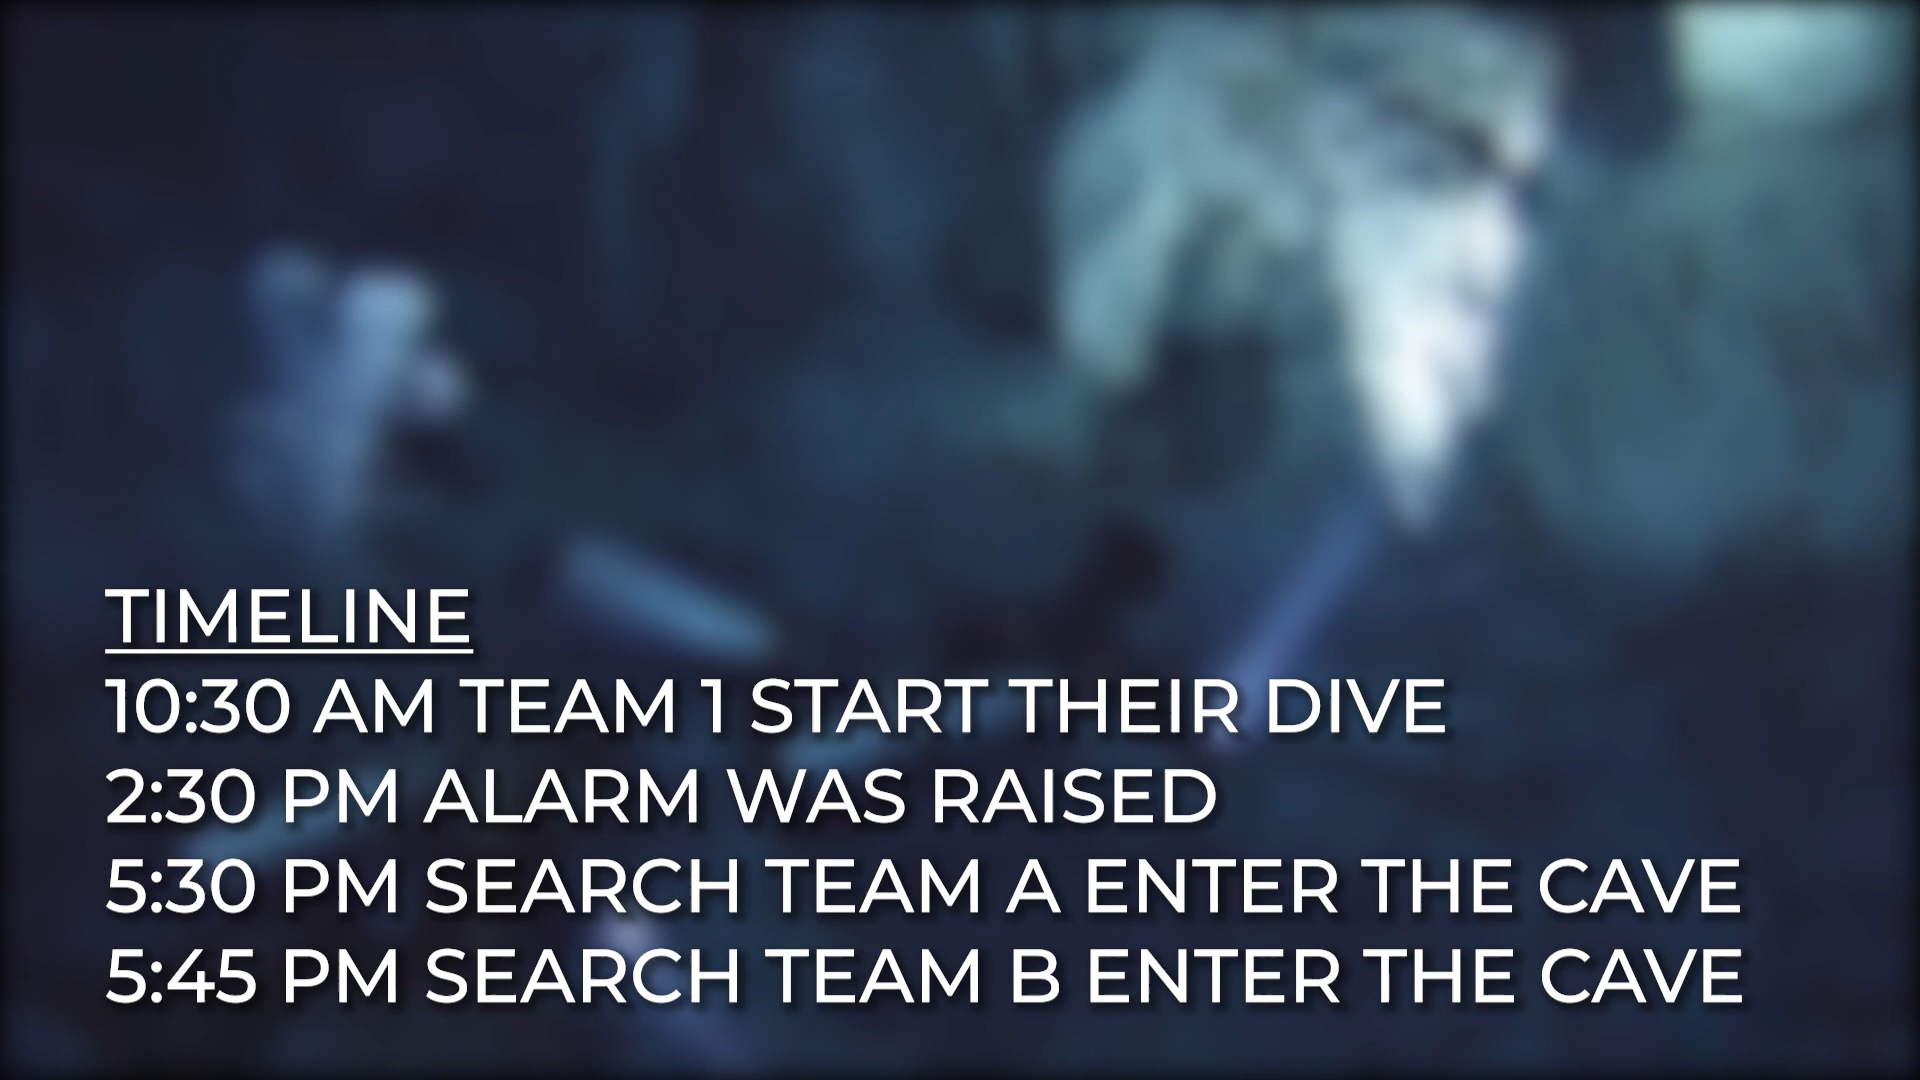 TIMELINE
10:30 AM TEAM 1 START THEIR DIVE
2:30 PM ALARM WAS RAISED
5:30 PM SEARCH TEAM A ENTER THE CAVE
5:45 PM SEARCH TEAM B ENTER THE CAVE